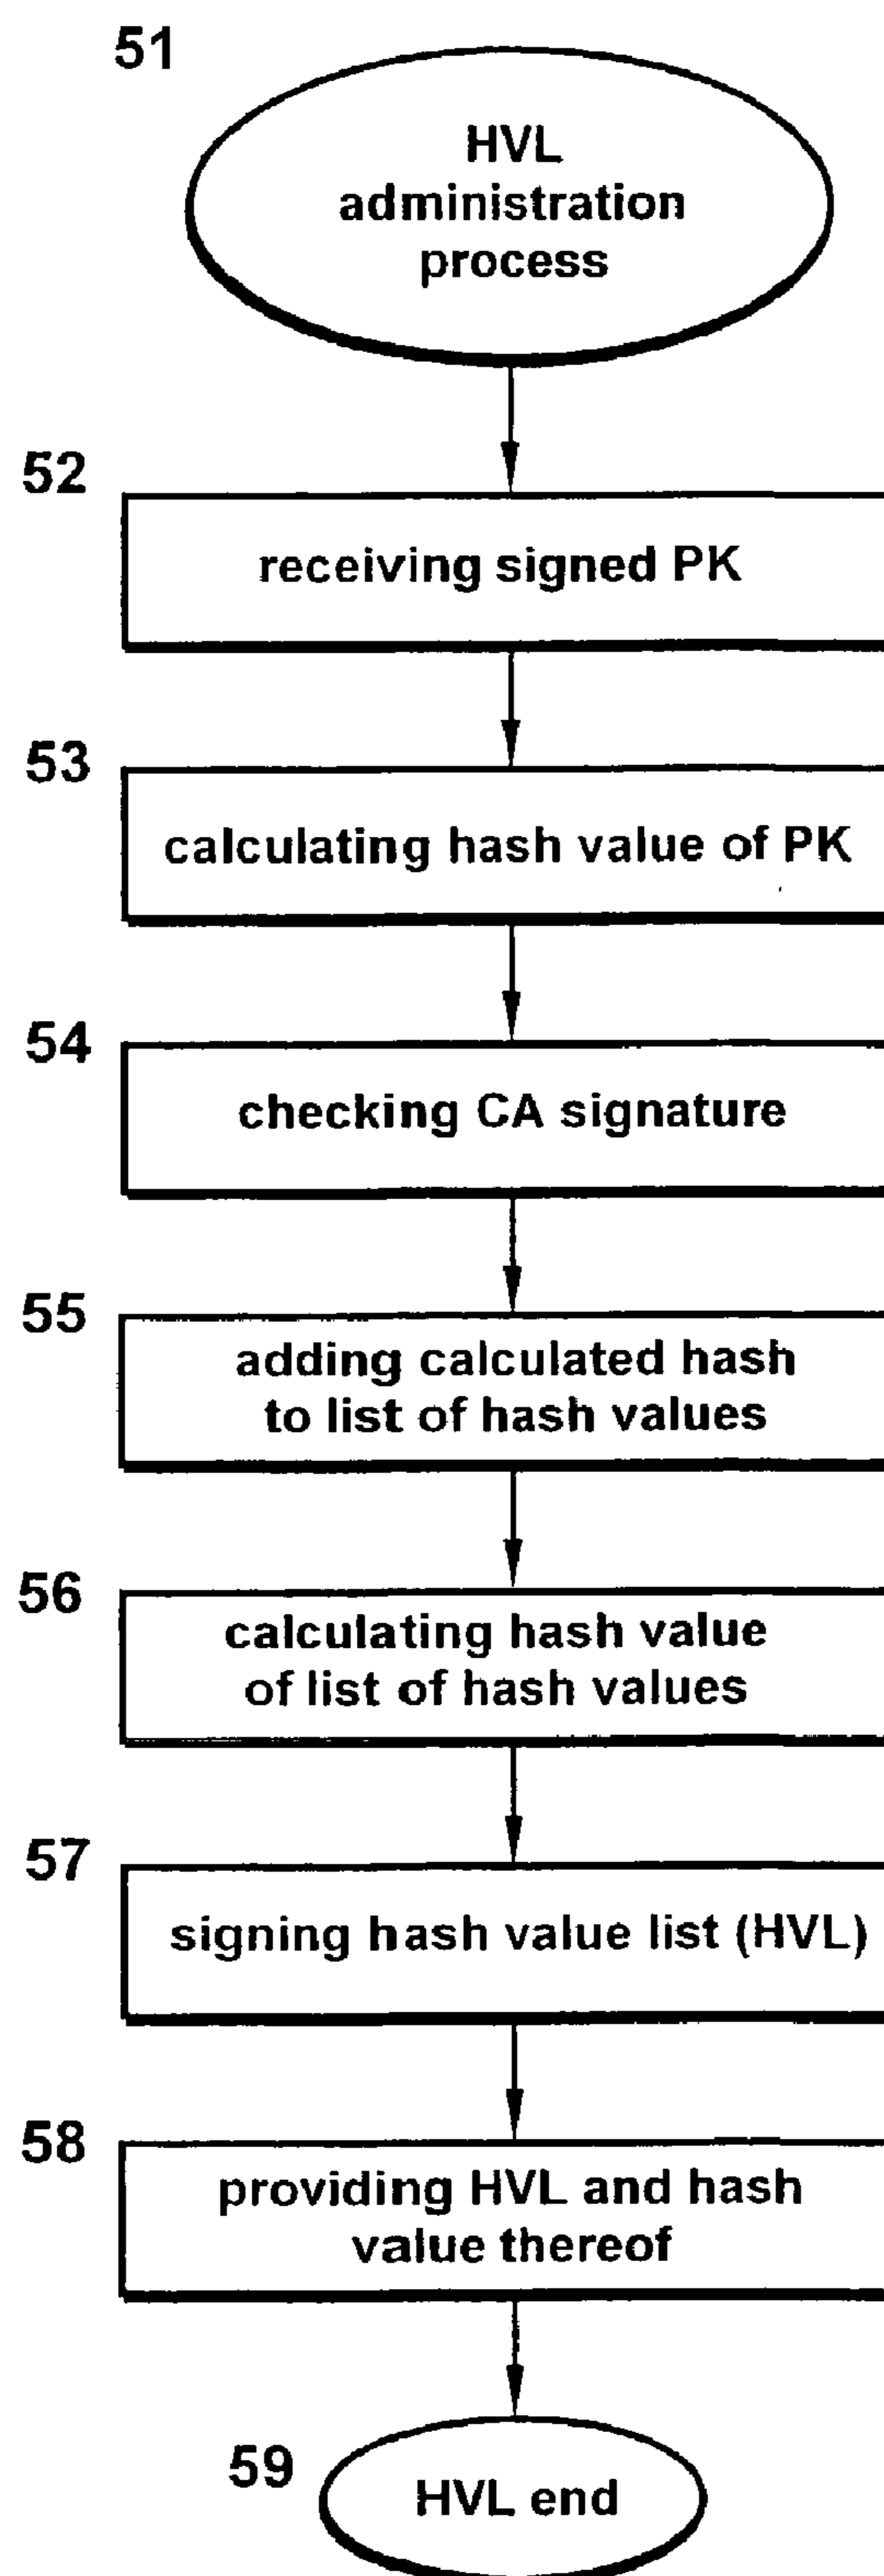 51
HVL
administration
process
52
receiving signed PK
53
calculating hash value of PK
54
checking CA signature
55
adding calculated hash
to list of hash values
56
calculating hash value
of list of hash values
57
signing hash value list (HVL)
58
providing HVL and hash
value thereof
59
HVL end